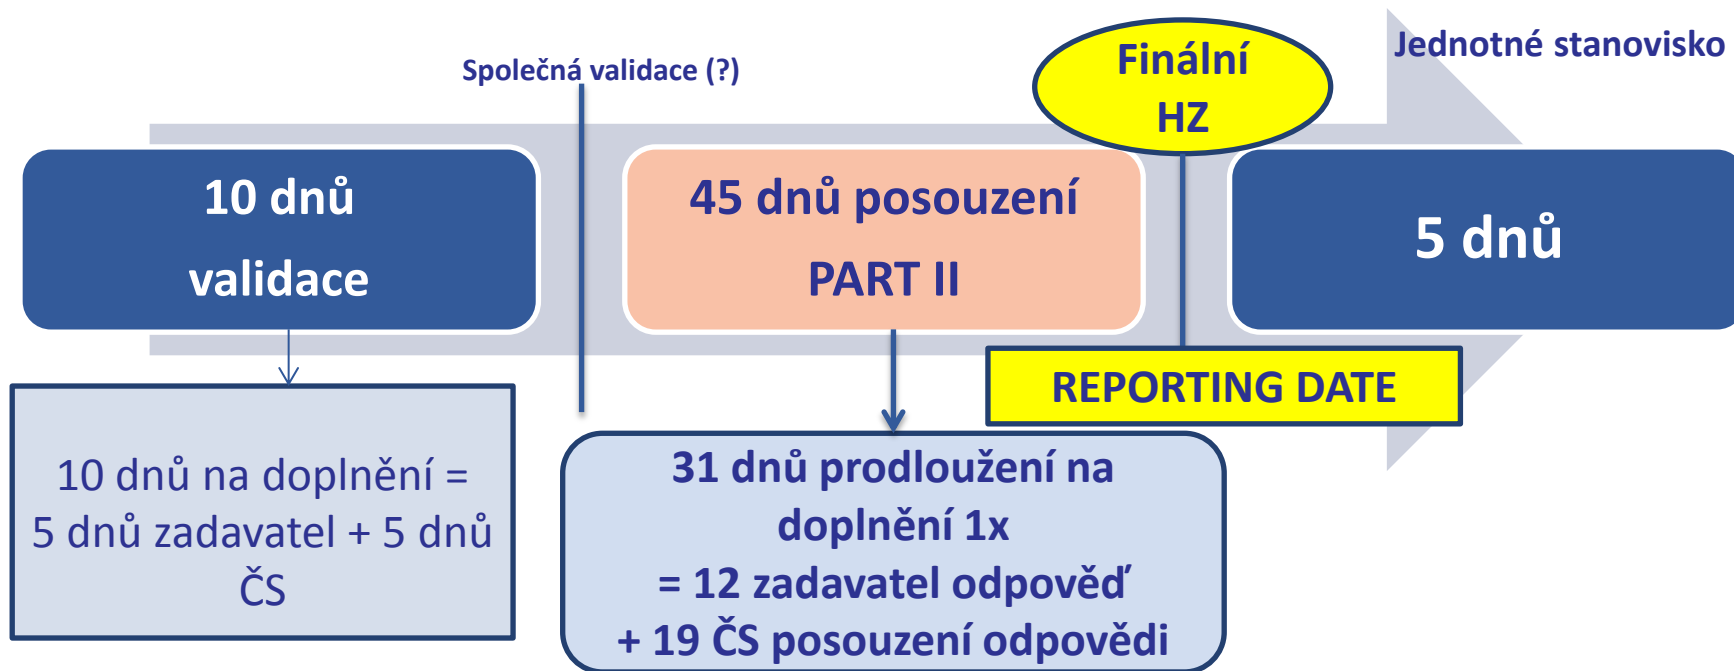 Společná validace (?)
Finální
HZ
Jednotné stanovisko
10 dnů
validace
45 dnů posouzení
PART II
5 dnů
REPORTING DATE
10 dnů na doplnění =
5 dnů zadavatel + 5 dnů
ČS
31 dnů prodloužení na
doplnění 1x
= 12 zadavatel odpověď
+ 19 ČS posouzení odpovědi